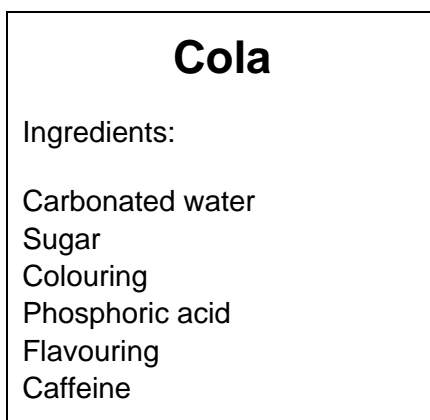 Cola
Ingredients:
Carbonated water
Sugar
Colouring
Phosphoric acid
Flavouring
Caffeine